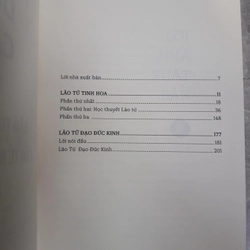 Lời nhà xuất bản 7
LÃO TỬ TINH HOA 11
Phần thứ nhất 15
Phần thứ hai: Học thuyết Lão tử 36
Phần thứ ba 165
LÃO TỬ ĐẠO ĐỨC KINH 177
Lời nói đầu 181
Lão Tử Đạo Đức Kinh 201